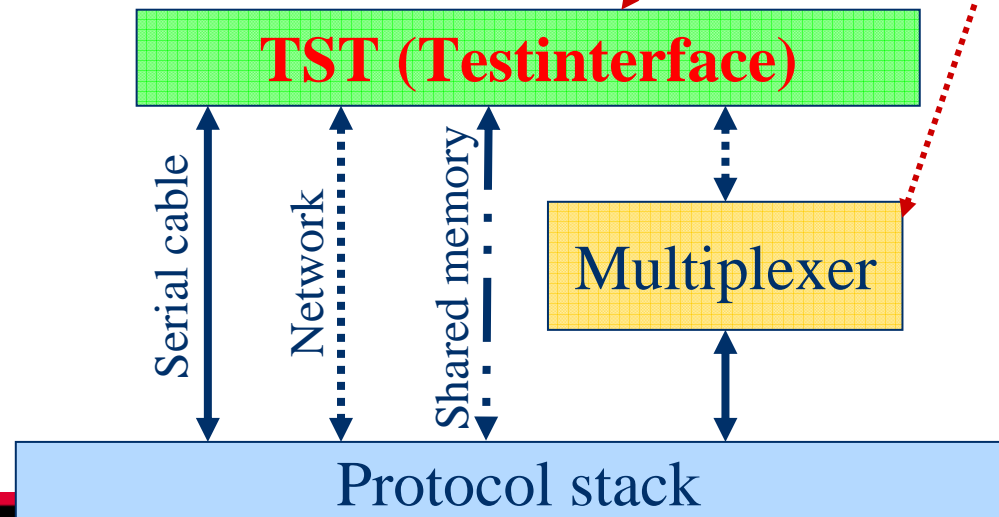 TST (Testinterface)
Serial cable
Network
Shared memory
Multiplexer
Protocol stack